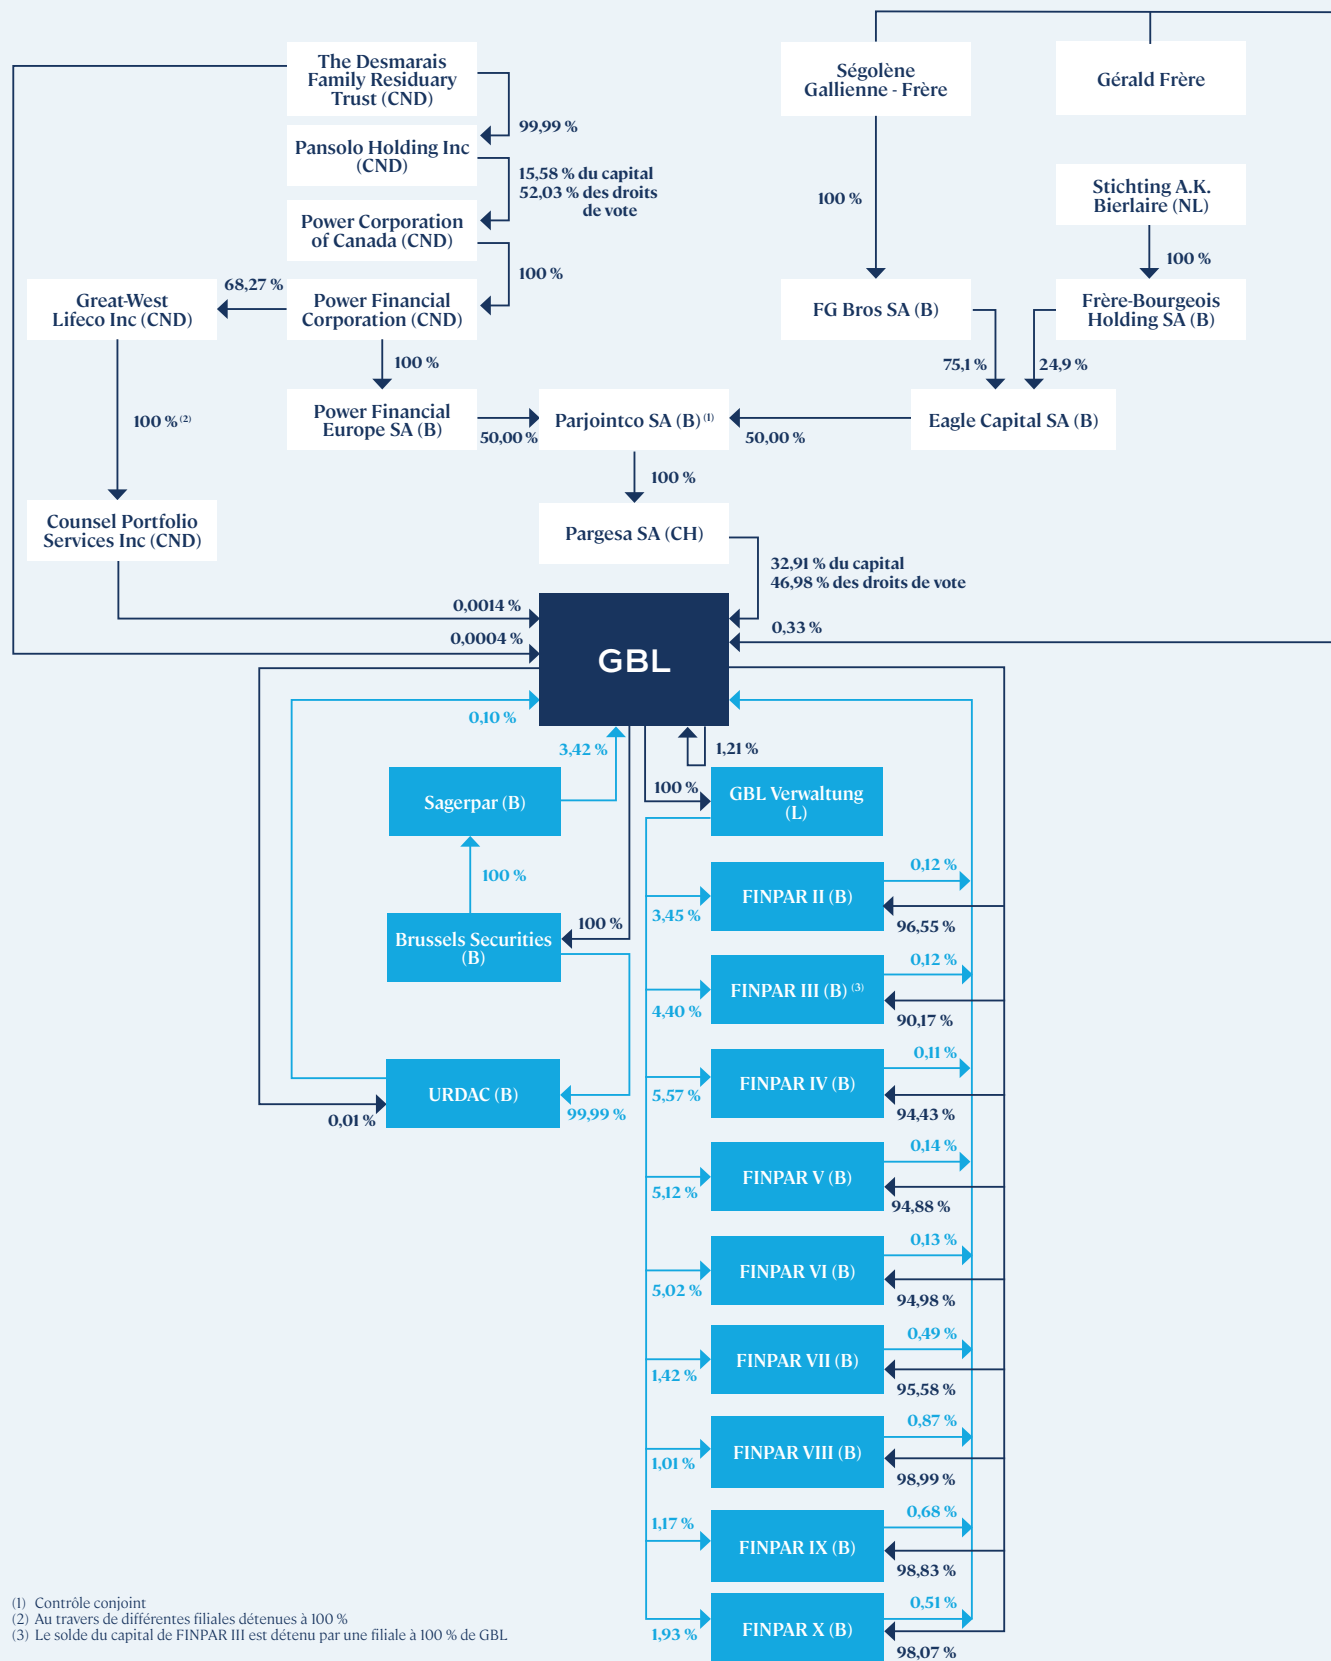 The Desmarais
Family Residuary
Trust (CND)
99,99 %
Pansolo Holding Inc
(CND)
15,58 % du capital
52,03 % des droits
de vote
Power Corporation
of Canada (CND)
100 %
68,27 %
Great-West
Lifeco Inc (CND)
Power Financial
Corporation (CND)
100 %
100 % (2)
Power Financial
Europe SA (B)
50,00 %
Counsel Portfolio
Services Inc (CND)
Ségolène
Gallienne - Frère
Gérald Frère
100 %
Stichting A.K.
Bierlaire (NL)
100 %
FG Bros SA (B)
Frère-Bourgeois
Holding SA (B)
75,1 %
24,9 %
Parjointco SA (B) (1)
50,00 %
Eagle Capital SA (B)
100 %
Pargesa SA (CH)
32,91 % du capital
46,98 % des droits de vote
0,0014 %
0,0004 %
0,33 %
GBL
0,10 %
3,42 %
1,21 %
100 %
Sagerpar (B)
GBL Verwaltung
(L)
100 %
100 %
Brussels Securities
(B)
URDAC (B)
0,01 %
99,99 %
0,12 %
FINPAR II (B)
3,45 %
96,55 %
0,12 %
FINPAR III (B) (3)
4,40 %
90,17 %
0,11 %
FINPAR IV (B)
5,57 %
94,43 %
0,14 %
FINPAR V (B)
5,12 %
94,88 %
0,13 %
FINPAR VI (B)
5,02 %
94,98 %
0,49 %
FINPAR VII (B)
1,42 %
95,58 %
0,87 %
FINPAR VIII (B)
1,01 %
98,99 %
0,68 %
1,17 %
FINPAR IX (B)
98,83 %
0,51 %
FINPAR X (B)
1,93 %
98,07 %
(1) Contrôle conjoint
(2) Au travers de différentes filiales détenues à 100 %
(3) Le solde du capital de FINPAR III est détenu par une filiale à 100 % de GBL